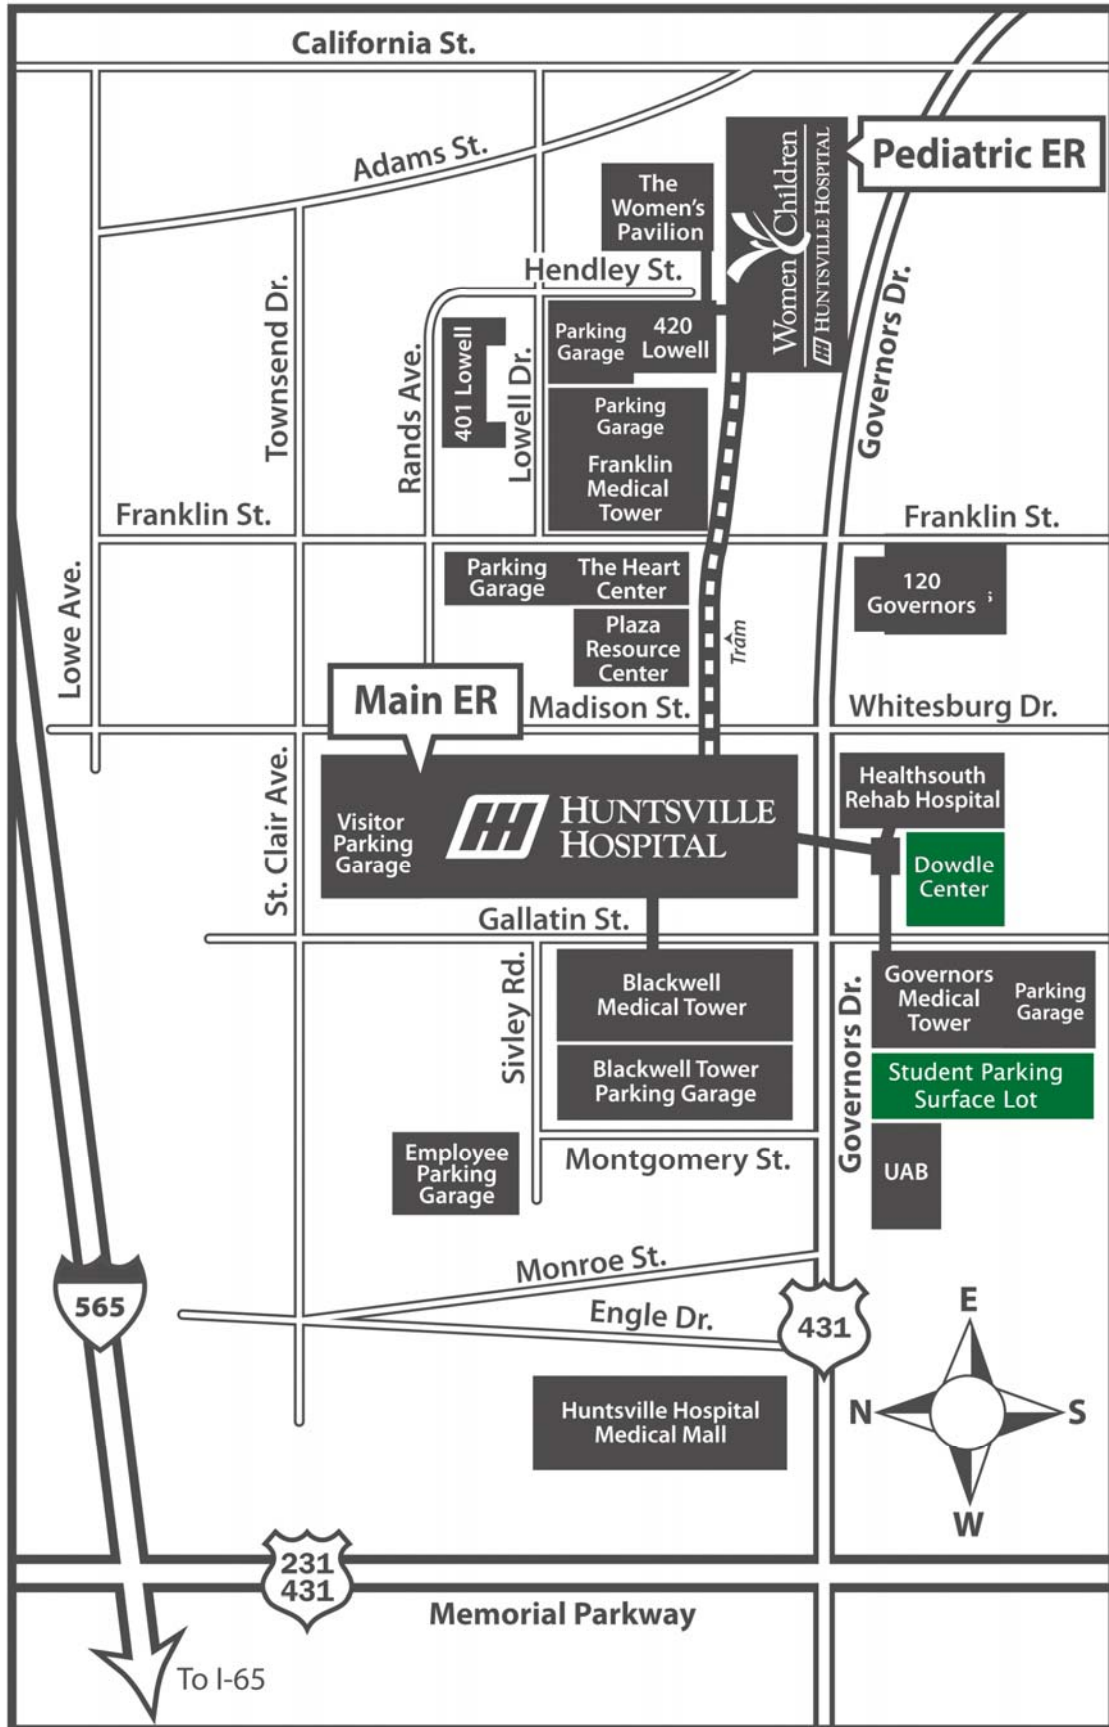 California St.
Adams St.
Pediatric ER
Women Children
HUNTSVILLE HOSPITAL
The
Women's
Pavilion
Hendley St.
Townsend Dr.
Rands Ave.
401 Lowell
Lowell Dr.
Parking
Garage
420
Lowell
Governors Dr.
Parking
Garage
Franklin
Medical
Tower
Franklin St.
Franklin St.
Lowe Ave.
Parking
Garage
The Heart
Center
120
Governors
Plaza
Resource
Center
Tram
Main ER
Madison St.
Whitesburg Dr.
St. Clair Ave.
Visitor
Parking
Garage
HUNTSVILLE
HOSPITAL
Healthsouth
Rehab Hospital
Dowdle
Center
Gallatin St.
Sivley Rd.
Blackwell
Medical Tower
Governors Dr.
Governors
Medical
Tower
Parking
Garage
Blackwell Tower
Parking Garage
Student Parking
Surface Lot
Employee
Parking
Garage
Montgomery St.
UAB
Monroe St.
Engle Dr.
565
431
E
N
S
W
Huntsville Hospital
Medical Mall
231
431
Memorial Parkway
To I-65